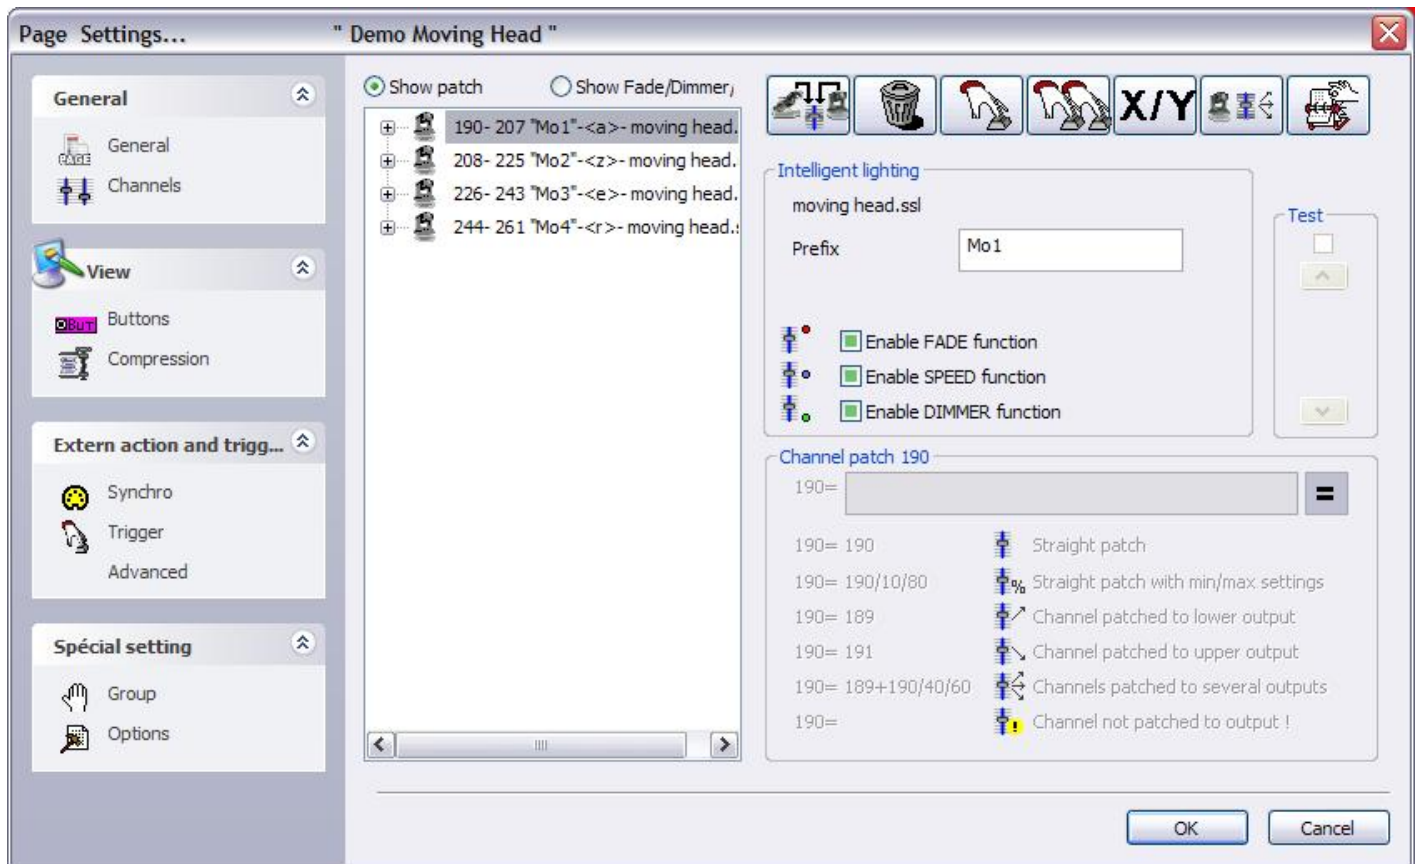 Page Settings... " Demo Moving Head "
General
General
PAGE
Channels
View
Buttons
BUT
Compression
Extern action and trigg...
Synchro
Trigger
Advanced
Spécial setting
Group
Options
Show patch Show Fade/Dimmer/
190- 207 "Mo1"-<a>- moving head.
208- 225 "Mo2"-<z>- moving head.
226- 243 "Mo3"-<e>- moving head.
244- 261 "Mo4"-<r>- moving head.:
X/Y
Intelligent lighting
moving head.ssl
Prefix Mo1
Enable FADE function
Enable SPEED function
Enable DIMMER function
Test
Channel patch 190
190= =
190= 190 Straight patch
190= 190/10/80 % Straight patch with min/max settings
190= 189 Channel patched to lower output
190= 191 Channel patched to upper output
190= 189+190/40/60 Channels patched to several outputs
190= ! Channel not patched to output !
OK Cancel